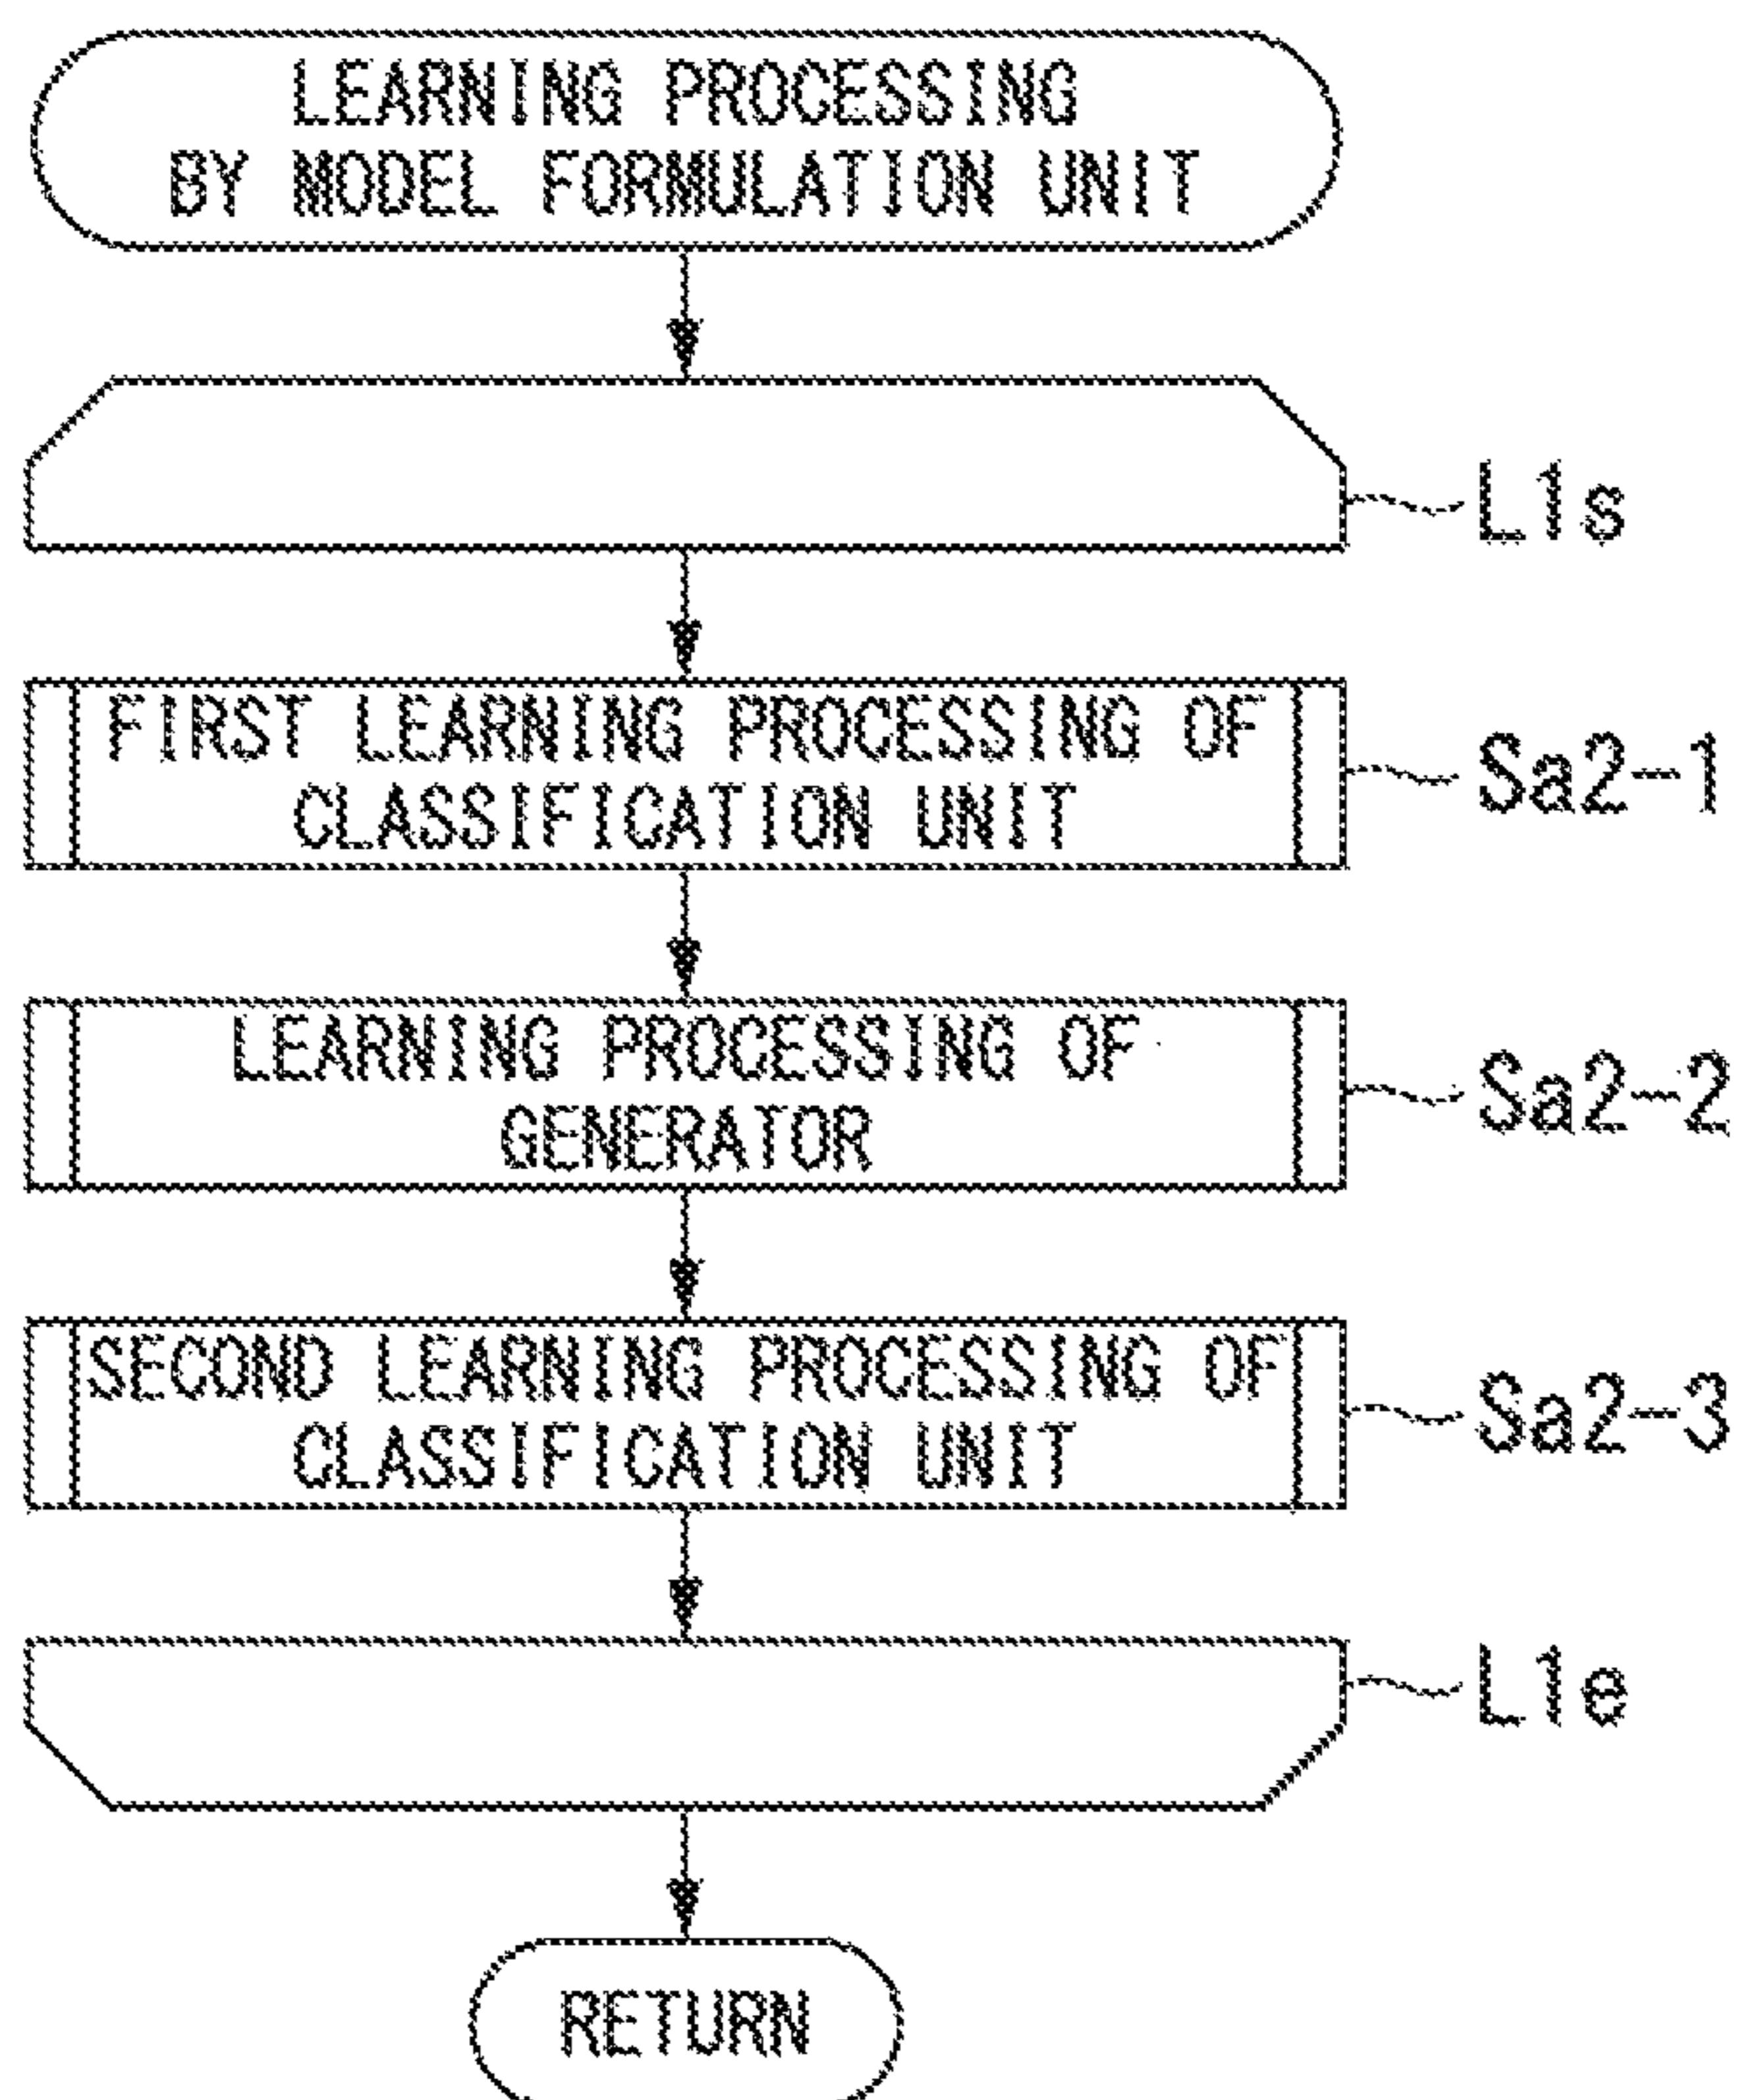 LEARNING PROCESSING
BY MODEL FORMULATION UNIT
L1s
FIRST LEARNING PROCESSING OF
CLASSIFICATION UNIT
Sa2-1
LEARNING PROCESSING OF
GENERATOR
Sa2-2
SECOND LEARNING PROCESSING OF
CLASSIFICATION UNIT
Sa2-3
L1e
RETURN